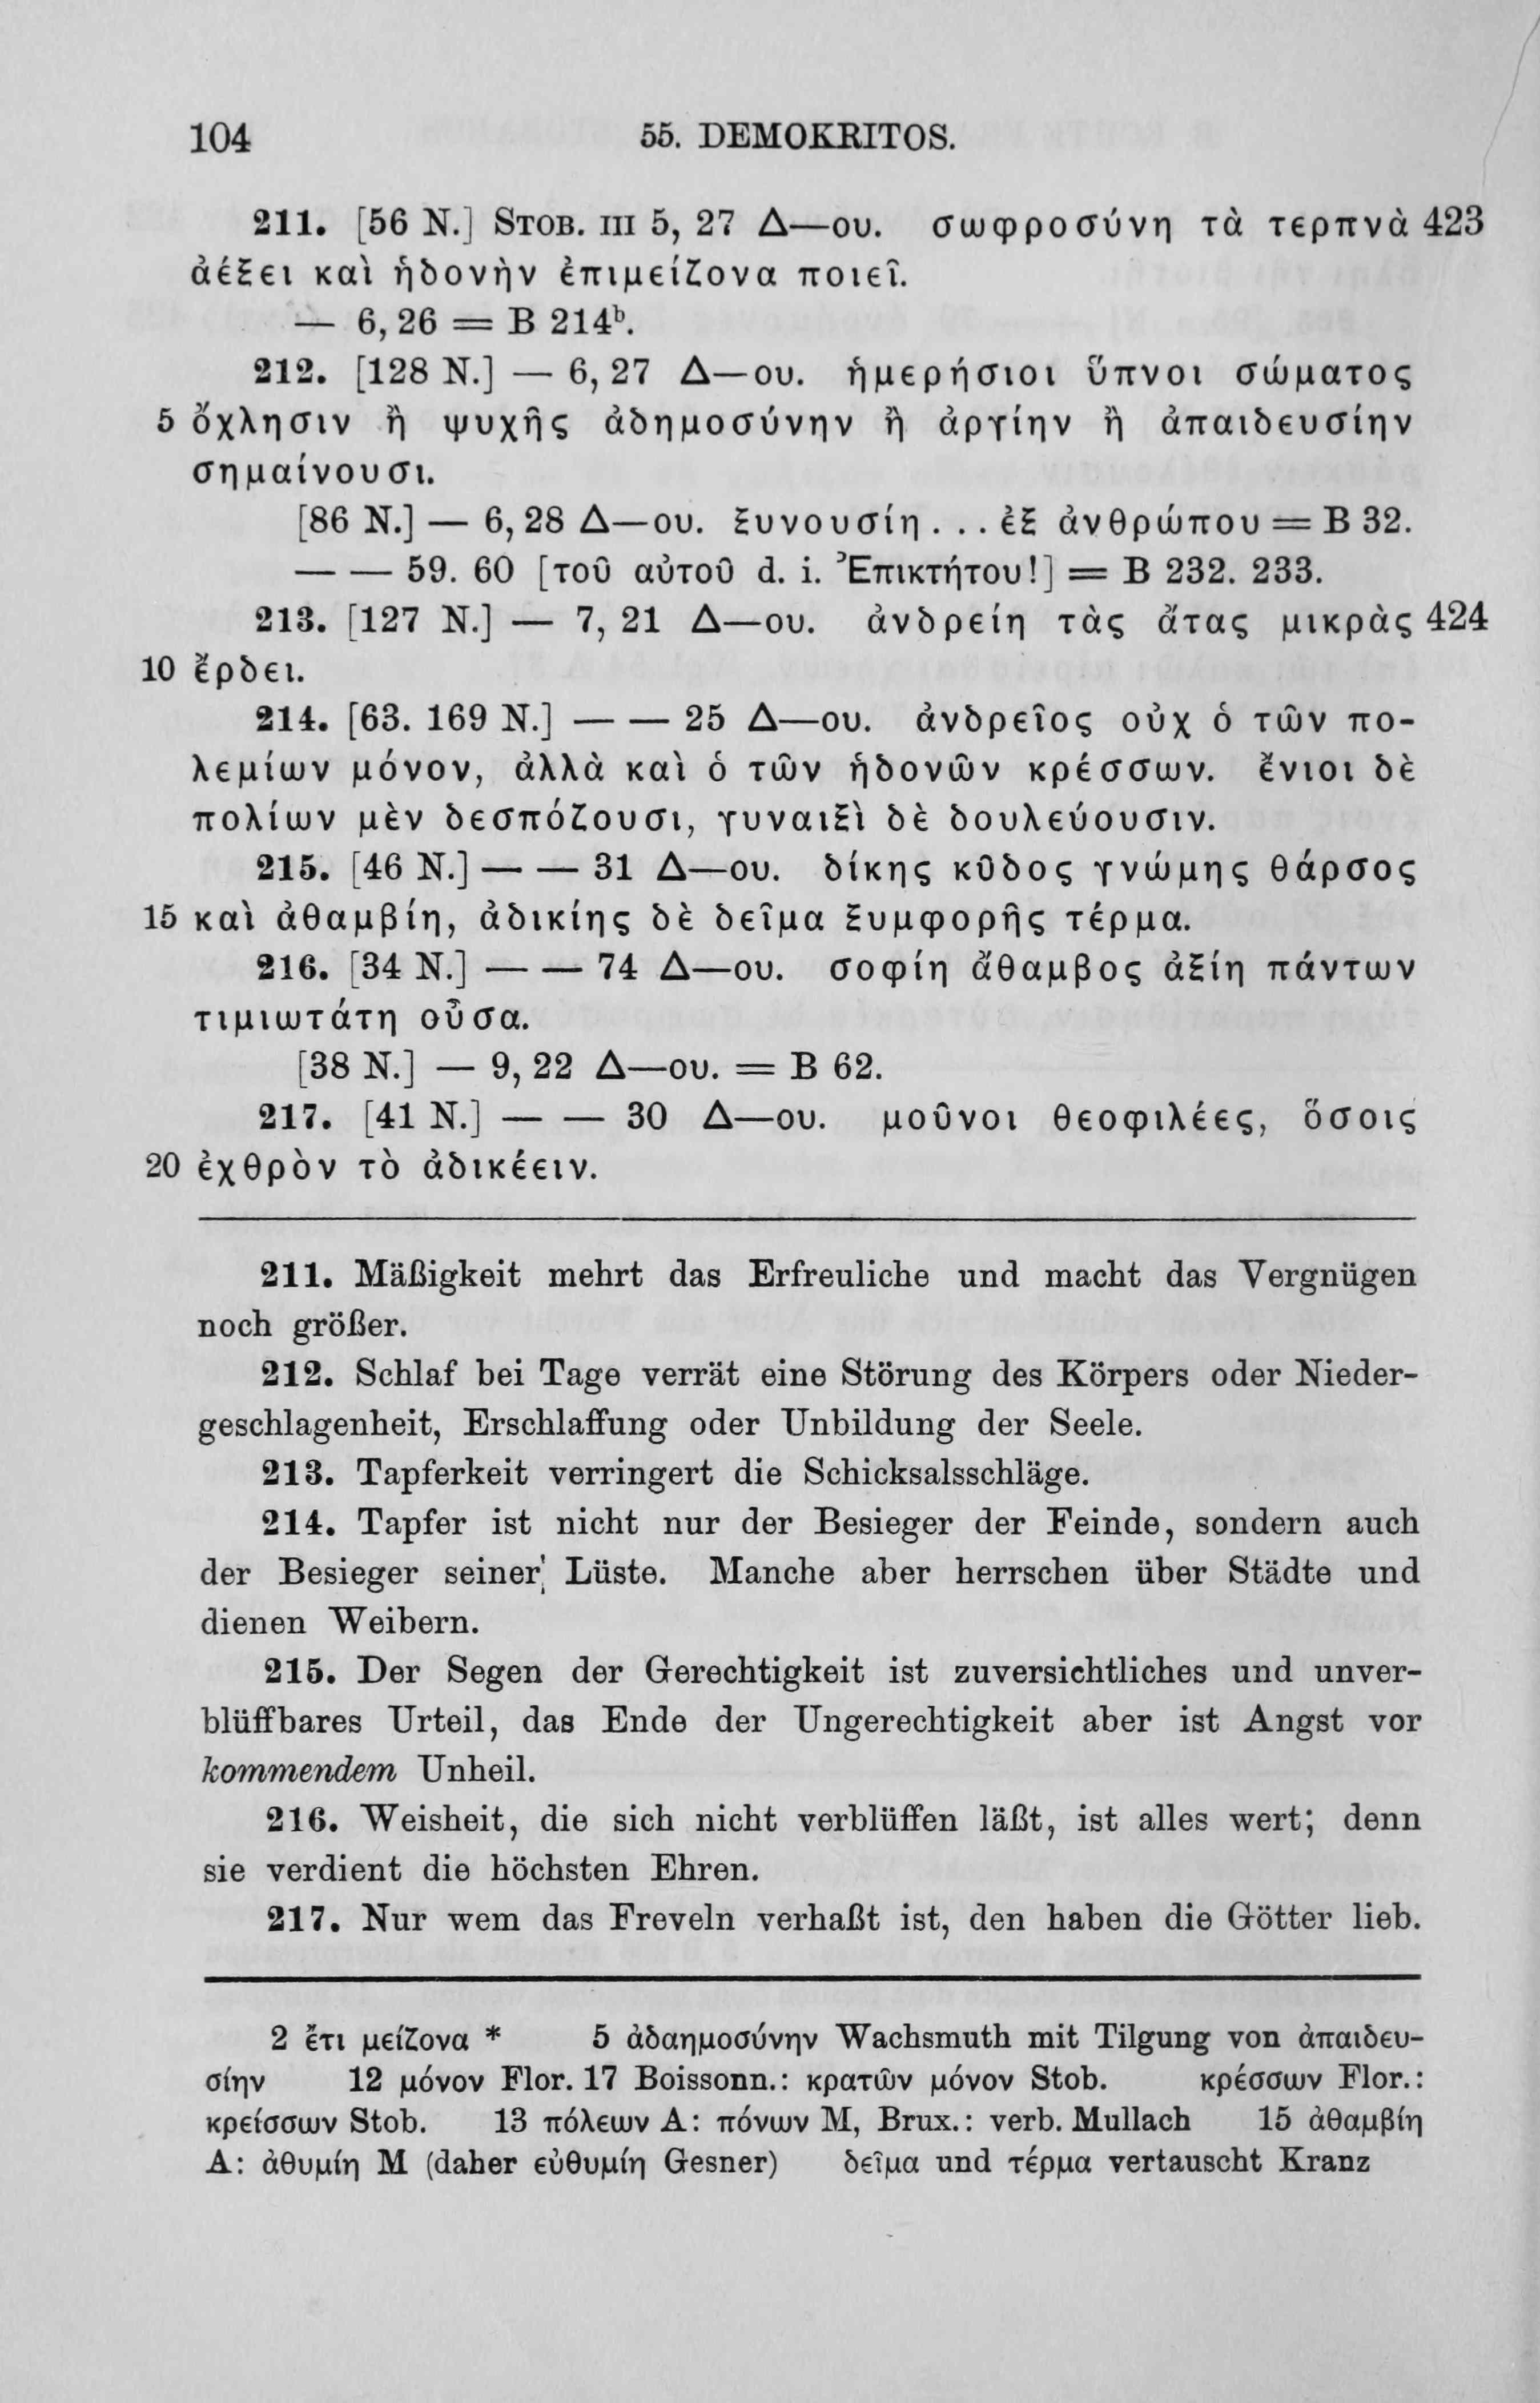 104 55. DEMOKRITOS.
211. [56 N.] STOB. III 5, 27 Δ—ου. σωφροσύνη τὰ τερπνὰ 423
ἀέξει καὶ ἡδονὴν ἐπιμείζονα ποιεῖ.
— 6, 26 = B 214ᵇ.
212. [128 N.] — 6, 27 Δ—ου. ἡμερήσιοι ὕπνοι σώματος
5 ὄχλησιν ἢ ψυχῆς ἀδημοσύνην ἢ ἀργίην ἢ ἀπαιδευσίην
σημαίνουσι.
[86 N.] — 6, 28 Δ—ου. ξυνουσίη ... ἐξ ἀνθρώπου = B 32.
— — 59. 60 [τοῦ αὐτοῦ d. i. Ἐπικτήτου!] = B 232. 233.
213. [127 N.] — 7, 21 Δ—ου. ἀνδρείη τὰς ἄτας μικρὰς 424
10 ἔρδει.
214. [63. 169 N.] — — 25 Δ—ου. ἀνδρεῖος οὐχ ὁ τῶν πο-
λεμίων μόνον, ἀλλὰ καὶ ὁ τῶν ἡδονῶν κρέσσων. ἔνιοι δὲ
πολίων μὲν δεσπόζουσι, γυναιξὶ δὲ δουλεύουσιν.
215. [46 N.] — — 31 Δ—ου. δίκης κῦδος γνώμης θάρσος
15 καὶ ἀθαμβίη, ἀδικίης δὲ δεῖμα ξυμφορῆς τέρμα.
216. [34 N.] — — 74 Δ—ου. σοφίη ἄθαμβος ἀξίη πάντων
τιμιωτάτη οὖσα.
[38 N.] — 9, 22 Δ—ου. = B 62.
217. [41 N.] — — 30 Δ—ου. μοῦνοι θεοφιλέες, ὅσοις
20 ἐχθρὸν τὸ ἀδικέειν.
211. Mäßigkeit mehrt das Erfreuliche und macht das Vergnügen
noch größer.
212. Schlaf bei Tage verrät eine Störung des Körpers oder Nieder-
geschlagenheit, Erschlaffung oder Unbildung der Seele.
213. Tapferkeit verringert die Schicksalsschläge.
214. Tapfer ist nicht nur der Besieger der Feinde, sondern auch
der Besieger seiner Lüste. Manche aber herrschen über Städte und
dienen Weibern.
215. Der Segen der Gerechtigkeit ist zuversichtliches und unver-
blüffbares Urteil, das Ende der Ungerechtigkeit aber ist Angst vor
kommendem Unheil.
216. Weisheit, die sich nicht verblüffen läßt, ist alles wert; denn
sie verdient die höchsten Ehren.
217. Nur wem das Freveln verhaßt ist, den haben die Götter lieb.
2 ἔτι μείζονα * 5 ἀδαημοσύνην Wachsmuth mit Tilgung von ἀπαιδευ-
σίην 12 μόνον Flor. 17 Boissonn.: κρατῶν μόνον Stob. κρέσσων Flor.:
κρείσσων Stob. 13 πόλεων A: πόνων M, Brux.: verb. Mullach 15 ἀθαμβίη
A: ἀθυμίη M (daher εὐθυμίη Gesner) δεῖμα und τέρμα vertauscht Kranz